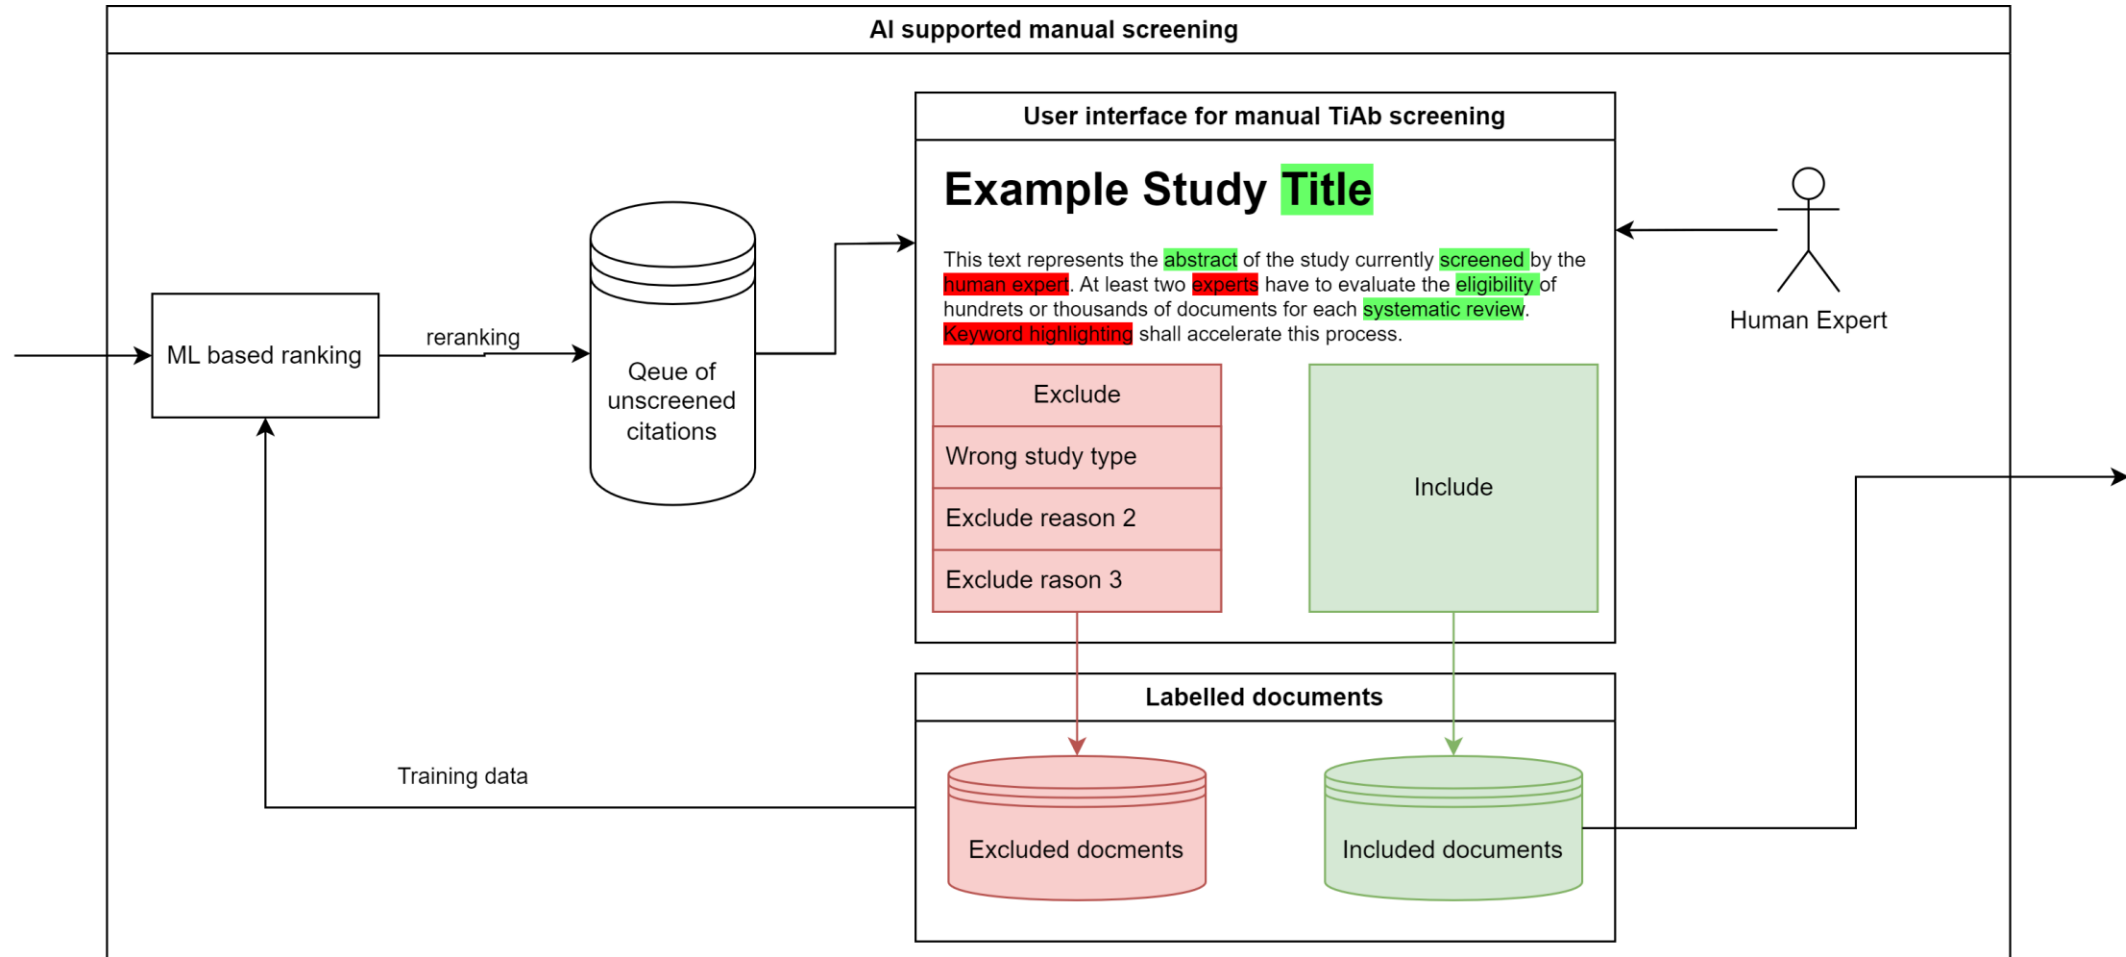 AI supported manual screening
User interface for manual TiAb screening
Example Study Title
This text represents the abstract of the study currently screened by the
human expert. At least two experts have to evaluate the eligibility of
hundrets or thousands of documents for each systematic review.
Keyword highlighting shall accelerate this process.
Human Expert
ML based ranking
reranking
Qeue of
unscreened
citations
Exclude
Wrong study type
Exclude reason 2
Exclude rason 3
Include
Labelled documents
Training data
Excluded docments
Included documents